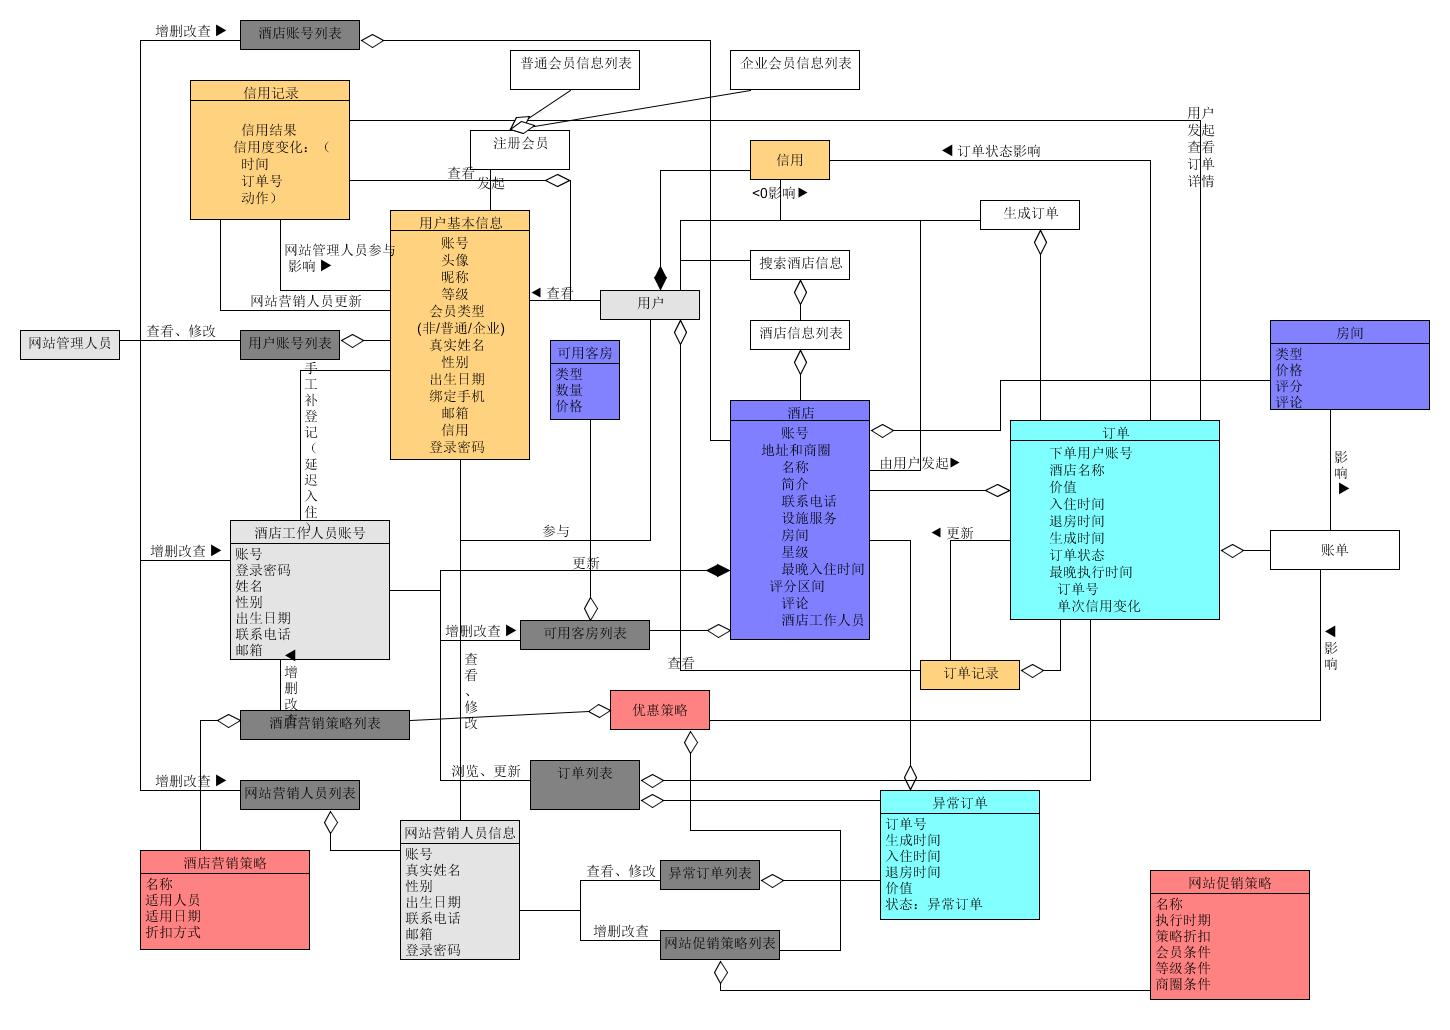 增删改查 ▶
酒店账号列表
普通会员信息列表
企业会员信息列表
信用记录
信用结果
信用度变化：（
时间
订单号
动作）
注册会员
查看
发起
信用
◀ 订单状态影响
<0影响▶
用户
发起
查看
订单
详情
生成订单
用户基本信息
账号
头像
昵称
等级
会员类型
(非/普通/企业)
真实姓名
性别
出生日期
绑定手机
邮箱
信用
登录密码
网站管理人员参与
影响 ▶
网站营销人员更新
◀ 查看
用户
搜索酒店信息
酒店信息列表
网站管理人员
查看、修改
用户账号列表
可用客房
类型
数量
价格
房间
类型
价格
评分
评论
手
工
补
登
记
（
延
迟
入
住
）
酒店
账号
地址和商圈
名称
简介
联系电话
设施服务
房间
星级
最晚入住时间
评分区间
评论
酒店工作人员
由用户发起▶
订单
下单用户账号
酒店名称
价值
入住时间
退房时间
生成时间
订单状态
最晚执行时间
订单号
单次信用变化
影
响
▶
账单
◀ 更新
增删改查 ▶
酒店工作人员账号
账号
登录密码
姓名
性别
出生日期
联系电话
邮箱
参与
更新
增删改查 ▶
可用客房列表
查看
订单记录
◀
影
响
◀
增
删
改
查
查
看
、
修
改
酒店营销策略列表
优惠策略
浏览、更新
订单列表
增删改查 ▶
网站营销人员列表
网站营销人员信息
账号
真实姓名
性别
出生日期
联系电话
邮箱
登录密码
异常订单
订单号
生成时间
入住时间
退房时间
价值
状态：异常订单
酒店营销策略
名称
适用人员
适用日期
折扣方式
查看、修改
异常订单列表
增删改查
网站促销策略列表
网站促销策略
名称
执行时期
策略折扣
会员条件
等级条件
商圈条件